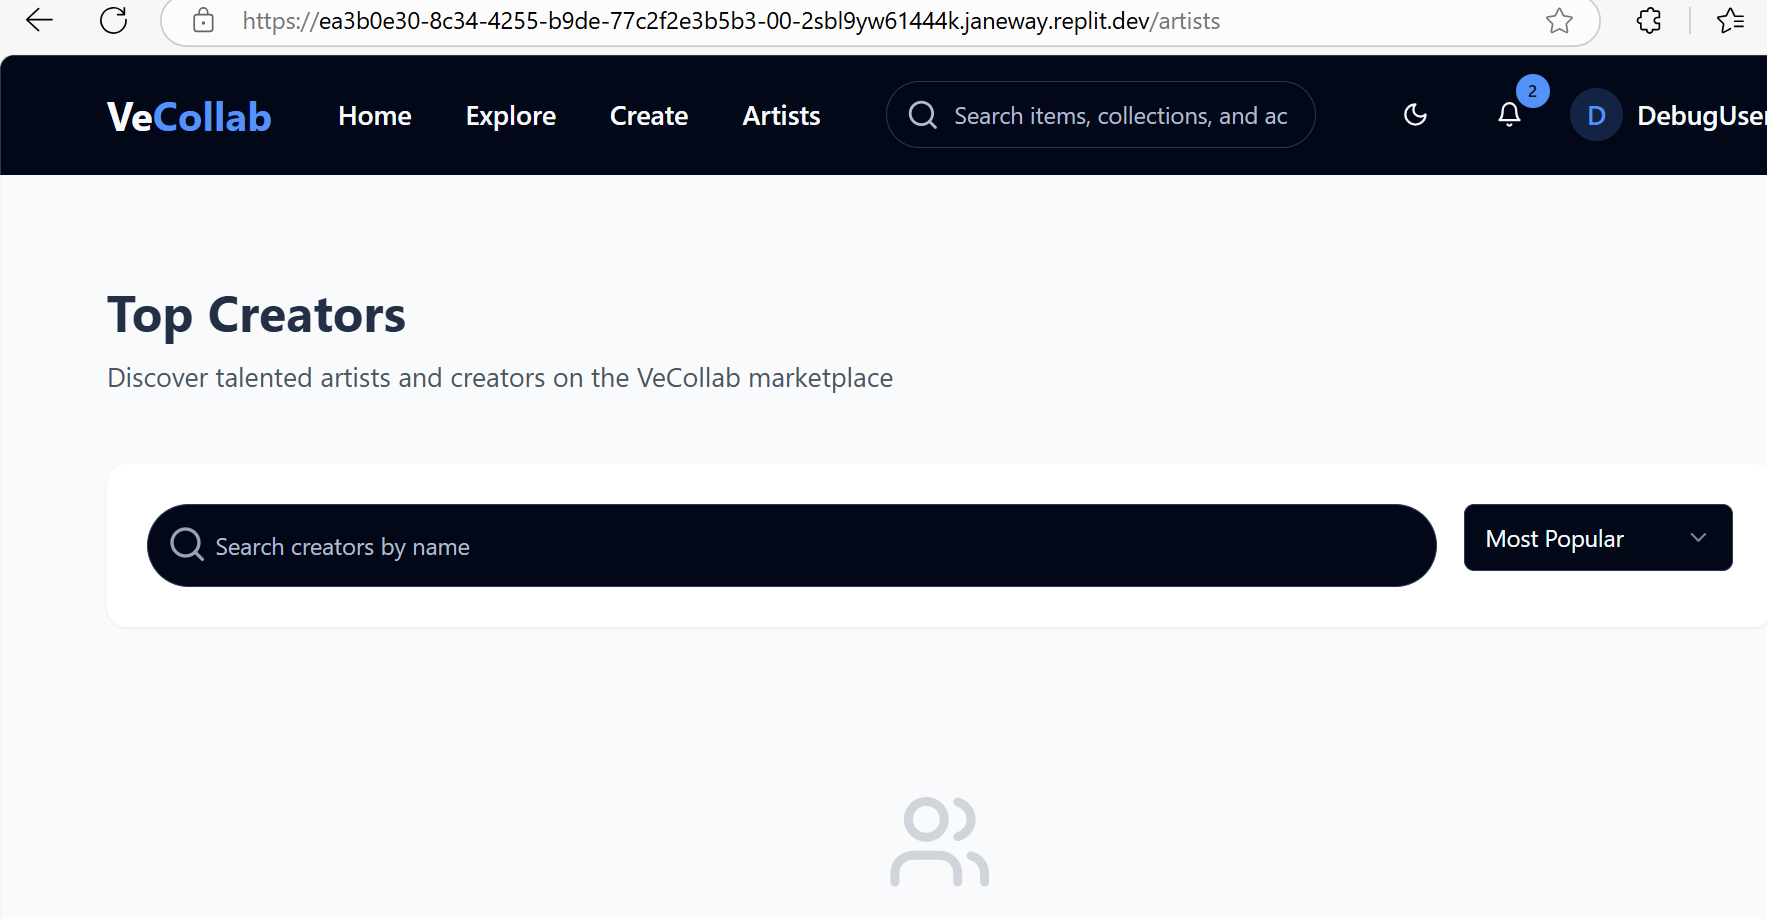 https://ea3b0e30-8c34-4255-b9de-77c2f2e3b5b3-00-2sbl9yw61444k.janeway.replit.dev/artists
VeCollab Home Explore Create Artists Search items, collections, and ac 2 D DebugUser
Top Creators
Discover talented artists and creators on the VeCollab marketplace
Search creators by name Most Popular